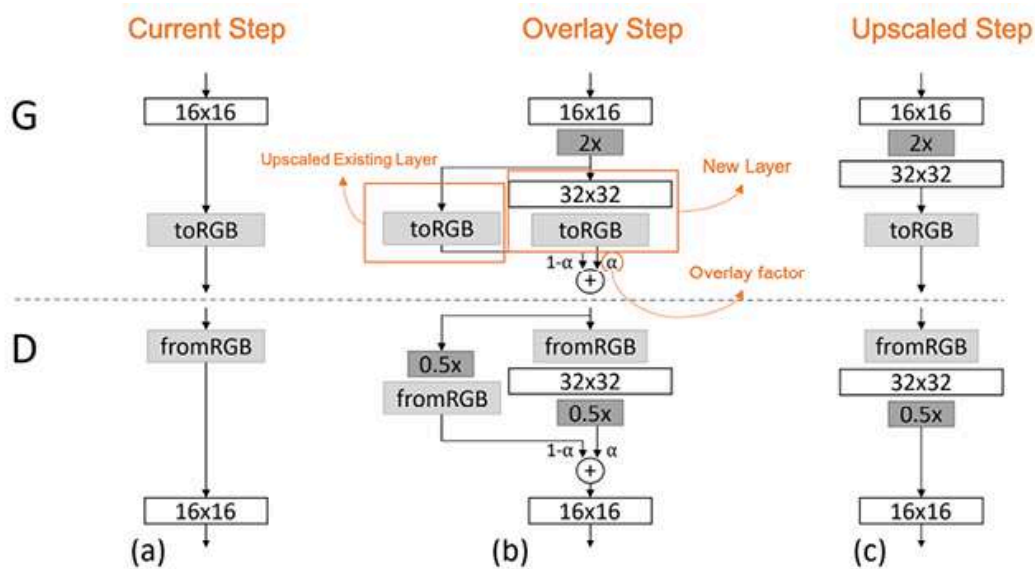 Current Step
Overlay Step
Upscaled Step
G
16x16
toRGB
Upscaled Existing Layer
16x16
2x
32x32
toRGB
toRGB
1-α
α
+
New Layer
Overlay factor
16x16
2x
32x32
toRGB
D
fromRGB
16x16
0.5x
fromRGB
fromRGB
32x32
0.5x
1-α
α
+
16x16
fromRGB
32x32
0.5x
16x16
(a)
(b)
(c)